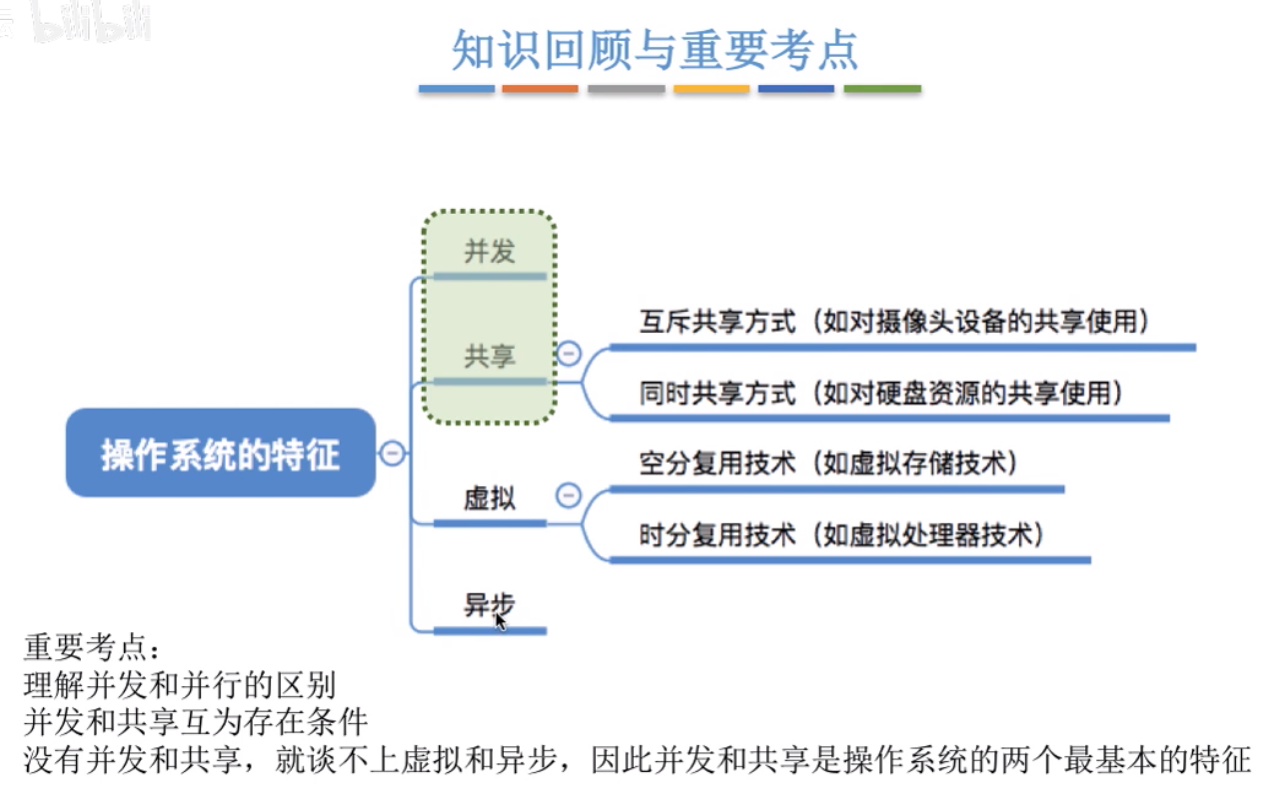 bilibili
知识回顾与重要考点
并发
共享
互斥共享方式（如对摄像头设备的共享使用）
同时共享方式（如对硬盘资源的共享使用）
操作系统的特征
虚拟
空分复用技术（如虚拟存储技术）
时分复用技术（如虚拟处理器技术）
异步
重要考点：
理解并发和并行的区别
并发和共享互为存在条件
没有并发和共享，就谈不上虚拟和异步，因此并发和共享是操作系统的两个最基本的特征